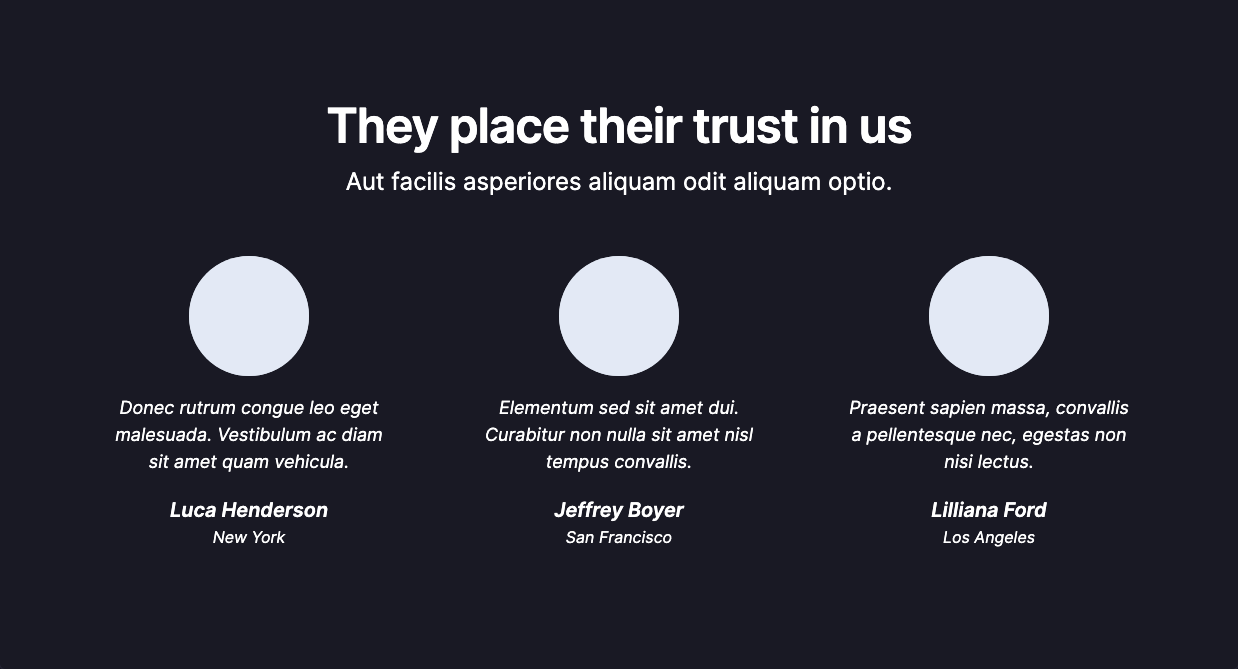 They place their trust in us
Aut facilis asperiores aliquam odit aliquam optio.
Donec rutrum congue leo eget
malesuada. Vestibulum ac diam
sit amet quam vehicula.
Luca Henderson
New York
Elementum sed sit amet dui.
Curabitur non nulla sit amet nisl
tempus convallis.
Jeffrey Boyer
San Francisco
Praesent sapien massa, convallis
a pellentesque nec, egestas non
nisi lectus.
Lilliana Ford
Los Angeles